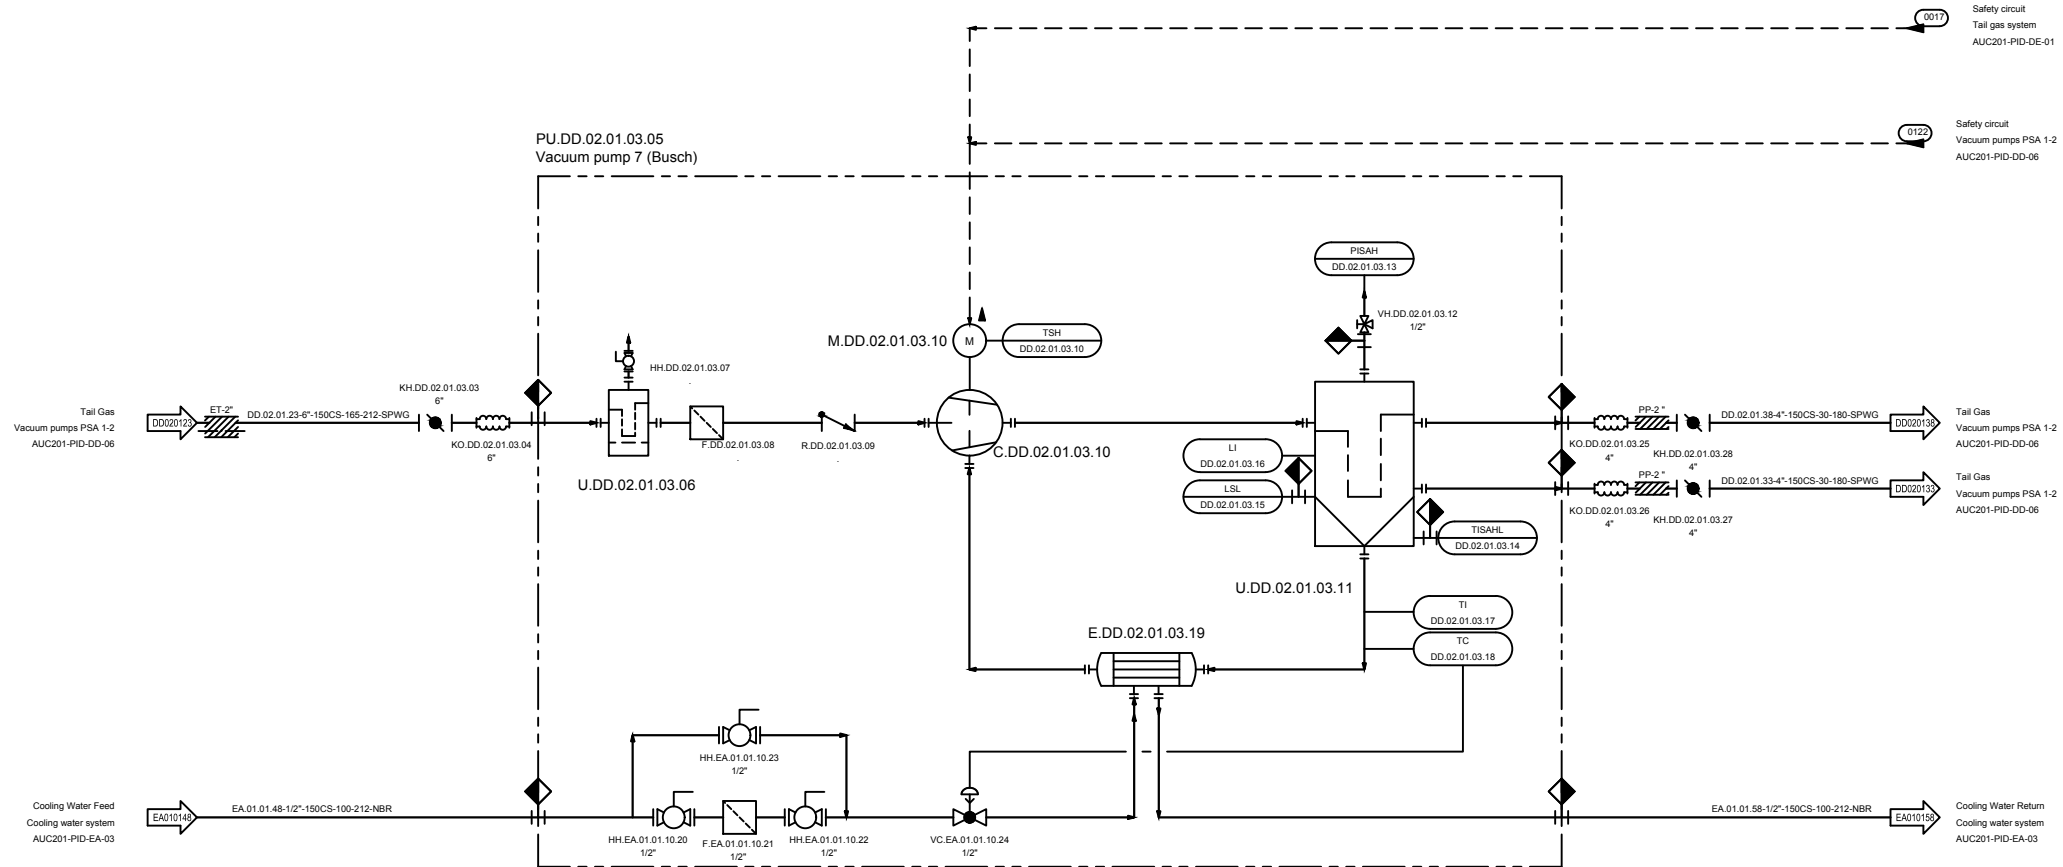 0017
Safety circuit
Tail gas system
AUC201-PID-DE-01
0122
Safety circuit
Vacuum pumps PSA 1-2
AUC201-PID-DD-06
PU.DD.02.01.03.05
Vacuum pump 7 (Busch)
PISAH
DD.02.01.03.13
VH.DD.02.01.03.12
1/2"
M.DD.02.01.03.10
M
TSH
DD.02.01.03.10
HH.DD.02.01.03.07
.
KH.DD.02.01.03.03
6"
Tail Gas
Vacuum pumps PSA 1-2
AUC201-PID-DD-06
DD020123
ET-2"
DD.02.01.23-6"-150CS-165-212-SPWG
KO.DD.02.01.03.04
6"
F.DD.02.01.03.08
.
R.DD.02.01.03.09
.
C.DD.02.01.03.10
U.DD.02.01.03.06
LI
DD.02.01.03.16
LSL
DD.02.01.03.15
PP-2 "
DD.02.01.38-4"-150CS-30-180-SPWG
DD020138
Tail Gas
Vacuum pumps PSA 1-2
AUC201-PID-DD-06
KO.DD.02.01.03.25
4"
KH.DD.02.01.03.28
4"
PP-2 "
DD.02.01.33-4"-150CS-30-180-SPWG
DD020133
Tail Gas
Vacuum pumps PSA 1-2
AUC201-PID-DD-06
KO.DD.02.01.03.26
4"
KH.DD.02.01.03.27
4"
TISAHL
DD.02.01.03.14
U.DD.02.01.03.11
TI
DD.02.01.03.17
TC
DD.02.01.03.18
E.DD.02.01.03.19
HH.EA.01.01.10.23
1/2"
Cooling Water Feed
Cooling water system
AUC201-PID-EA-03
EA010148
EA.01.01.48-1/2"-150CS-100-212-NBR
HH.EA.01.01.10.20
1/2"
F.EA.01.01.10.21
1/2"
HH.EA.01.01.10.22
1/2"
VC.EA.01.01.10.24
1/2"
EA.01.01.58-1/2"-150CS-100-212-NBR
EA010158
Cooling Water Return
Cooling water system
AUC201-PID-EA-03